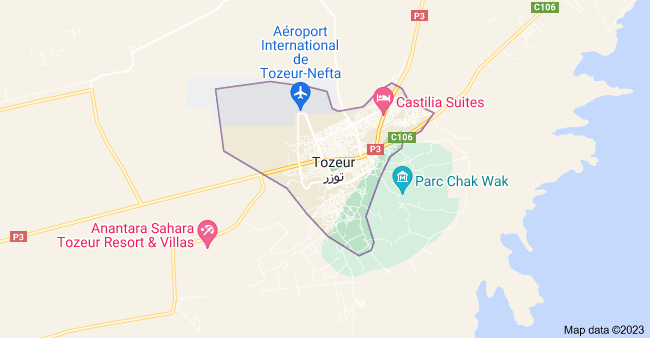 C106
P3
Aéroport
International
de
Tozeur-Nefta
Castilia Suites
C106
P3
Tozeur
توزر
Parc Chak Wak
Anantara Sahara
Tozeur Resort & Villas
P3
Map data ©2023